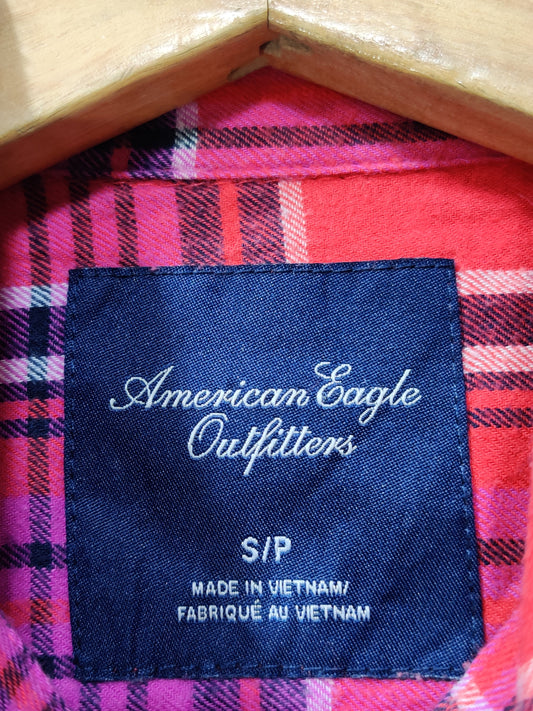 American Eagle
Outfitters
S/P
MADE IN VIETNAM/
FABRIQUÉ AU VIETNAM